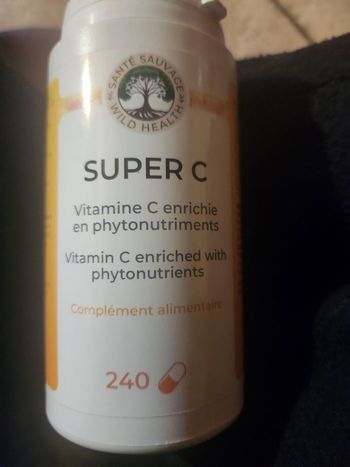 SANTÉ SAUVAGE
WILD HEALTH
SUPER C
Vitamine C enrichie
en phytonutriments
Vitamin C enriched with
phytonutrients
Complément alimentaire
240